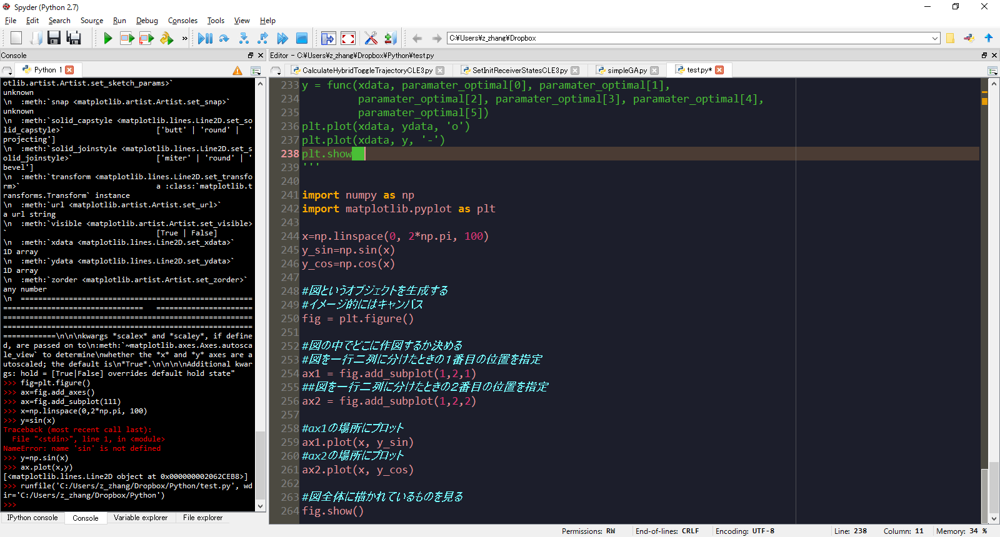 Spyder (Python 2.7)
File Edit Search Source Run Debug Consoles Tools View Help
»
C:¥Users¥z_zhang¥Dropbox
Console
Editor - C:¥Users¥z_zhang¥Dropbox¥Python¥test.py
Python 1
CalculateHybridToggleTrajectoryCLE3.py
SetInitReceiverStatesCLE3.py
simpleGA.py
test.py*
otlib.artist.Artist.set_sketch_params>`
unknown
\n  :meth:`snap <matplotlib.artist.Artist.set_snap>`
unknown
\n  :meth:`solid_capstyle <matplotlib.lines.Line2D.set_so
lid_capstyle>` ['butt' | 'round' | '
projecting']
\n  :meth:`solid_joinstyle <matplotlib.lines.Line2D.set_s
olid_joinstyle>` ['miter' | 'round' | '
bevel']
\n  :meth:`transform <matplotlib.lines.Line2D.set_transfo
rm>` a :class:`matplotlib.t
ransforms.Transform` instance
\n  :meth:`url <matplotlib.artist.Artist.set_url>`
a url string
\n  :meth:`visible <matplotlib.artist.Artist.set_visible>
` [True | False]
\n  :meth:`xdata <matplotlib.lines.Line2D.set_xdata>`
1D array
\n  :meth:`ydata <matplotlib.lines.Line2D.set_ydata>`
1D array
\n  :meth:`zorder <matplotlib.artist.Artist.set_zorder>`
any number
\n  ==================================================
==============================   =====================
======================================================
======================================================
============\n\n\nkwargs *scalex* and *scaley*, if define
d, are passed on to\n:meth:`~matplotlib.axes.Axes.autosca
le_view` to determine\nwhether the *x* and *y* axes are a
utoscaled; the default is\n*True*.\n\n\n\nAdditional kwar
gs: hold = [True|False] overrides default hold state"
>>> fig=plt.figure()
>>> ax=fig.add_axes()
>>> ax=fig.add_subplot(111)
>>> x=np.linspace(0,2*np.pi, 100)
>>> y=sin(x)
Traceback (most recent call last):
  File "<stdin>", line 1, in <module>
NameError: name 'sin' is not defined
>>> y=np.sin(x)
>>> ax.plot(x,y)
[<matplotlib.lines.Line2D object at 0x000000002062CEB8>]
>>> runfile('C:/Users/z_zhang/Dropbox/Python/test.py', wd
ir='C:/Users/z_zhang/Dropbox/Python')
>>>
IPython console Console Variable explorer File explorer
233 y = func(xdata, paramater_optimal[0], paramater_optimal[1],
234 paramater_optimal[2], paramater_optimal[3], paramater_optimal[4],
235 paramater_optimal[5])
236 plt.plot(xdata, ydata, 'o')
237 plt.plot(xdata, y, '-')
238 plt.show
239 '''
240
241 import numpy as np
242 import matplotlib.pyplot as plt
243
244 x=np.linspace(0, 2*np.pi, 100)
245 y_sin=np.sin(x)
246 y_cos=np.cos(x)
247
248 #図というオブジェクトを生成する
249 #イメージ的にはキャンバス
250 fig = plt.figure()
251
252 #図の中でどこに作図するか決める
253 #図を一行二列に分けたときの1番目の位置を指定
254 ax1 = fig.add_subplot(1,2,1)
255 ##図を一行二列に分けたときの2番目の位置を指定
256 ax2 = fig.add_subplot(1,2,2)
257
258 #ax1の場所にプロット
259 ax1.plot(x, y_sin)
260 #ax2の場所にプロット
261 ax2.plot(x, y_cos)
262
263 #図全体に描かれているものを見る
264 fig.show()
Permissions: RW End-of-lines: CRLF Encoding: UTF-8 Line: 238 Column: 11 Memory: 34 %